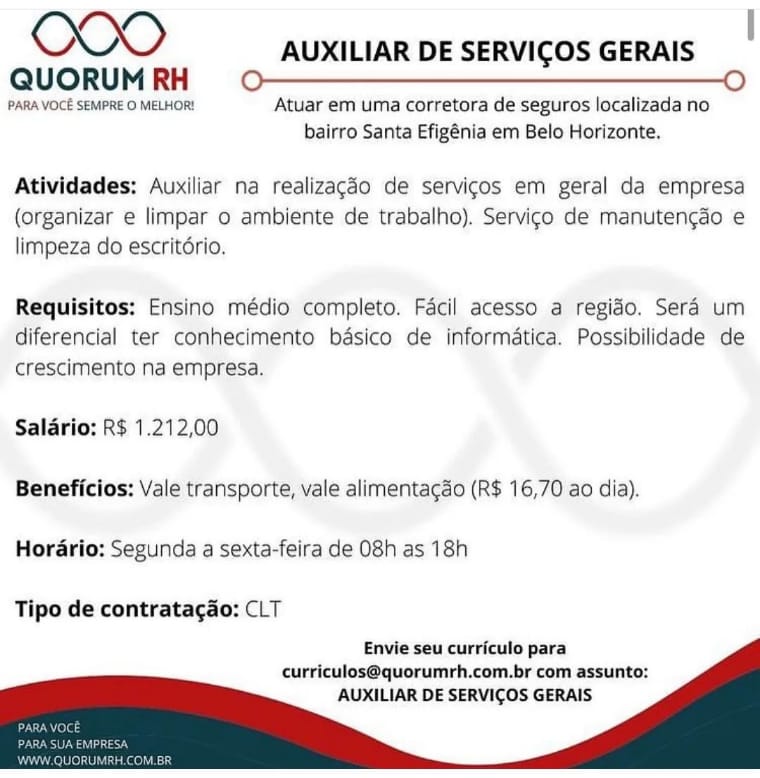 QUORUM RH
PARA VOCÊ SEMPRE O MELHOR!
AUXILIAR DE SERVIÇOS GERAIS
Atuar em uma corretora de seguros localizada no
bairro Santa Efigênia em Belo Horizonte.
Atividades: Auxiliar na realização de serviços em geral da empresa
(organizar e limpar o ambiente de trabalho). Serviço de manutenção e
limpeza do escritório.
Requisitos: Ensino médio completo. Fácil acesso a região. Será um
diferencial ter conhecimento básico de informática. Possibilidade de
crescimento na empresa.
Salário: R$ 1.212,00
Benefícios: Vale transporte, vale alimentação (R$ 16,70 ao dia).
Horário: Segunda a sexta-feira de 08h as 18h
Tipo de contratação: CLT
Envie seu currículo para
curriculos@quorumrh.com.br com assunto:
AUXILIAR DE SERVIÇOS GERAIS
PARA VOCÊ
PARA SUA EMPRESA
WWW.QUORUMRH.COM.BR